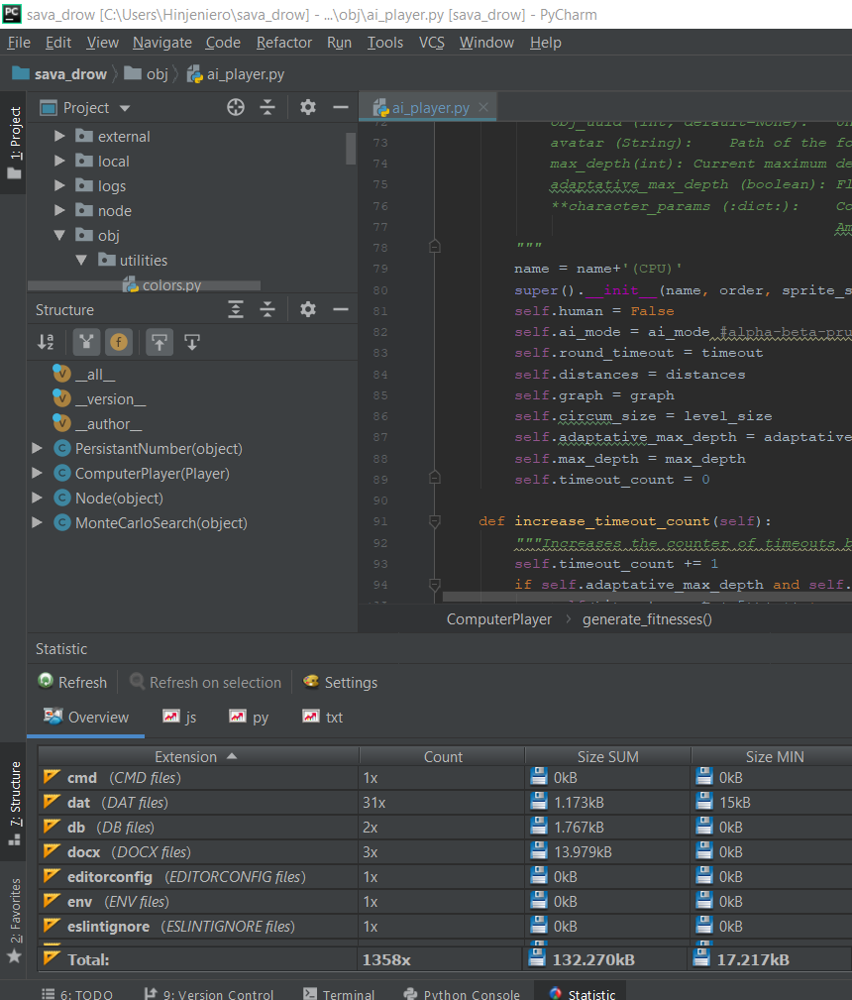 sava_drow [C:\Users\Hinjeniero\sava_drow] - ...\obj\ai_player.py [sava_drow] - PyCharm
File Edit View Navigate Code Refactor Run Tools VCS Window Help
sava_drow obj ai_player.py
1: Project
Project
external
local
logs
node
obj
utilities
colors.py
Structure
__all__
__version__
__author__
PersistantNumber(object)
ComputerPlayer(Player)
Node(object)
MonteCarloSearch(object)
ai_player.py
72 obj_uuid (int, default=None):
73 avatar (String): Path of the fo
74 max_depth(int): Current maximum de
75 adaptative_max_depth (boolean): Fl
76 **character_params (:dict:): Co
77 Am
78 """
79 name = name+'(CPU)'
80 super().__init__(name, order, sprite_s
81 self.human = False
82 self.ai_mode = ai_mode #alpha-beta-pru
83 self.round_timeout = timeout
84 self.distances = distances
85 self.graph = graph
86 self.circum_size = level_size
87 self.adaptative_max_depth = adaptative
88 self.max_depth = max_depth
89 self.timeout_count = 0
90
91 def increase_timeout_count(self):
92 """Increases the counter of timeouts b
93 self.timeout_count += 1
94 if self.adaptative_max_depth and self.
ComputerPlayer generate_fitnesses()
Statistic
Refresh Refresh on selection Settings
Overview js py txt
Extension Count Size SUM Size MIN
cmd (CMD files) 1x 0kB 0kB
dat (DAT files) 31x 1.173kB 15kB
db (DB files) 2x 1.767kB 0kB
docx (DOCX files) 3x 13.979kB 0kB
editorconfig (EDITORCONFIG files) 1x 0kB 0kB
env (ENV files) 1x 0kB 0kB
eslintignore (ESLINTIGNORE files) 1x 0kB 0kB
Total: 1358x 132.270kB 17.217kB
7: Structure
2: Favorites
6: TODO 9: Version Control Terminal Python Console Statistic